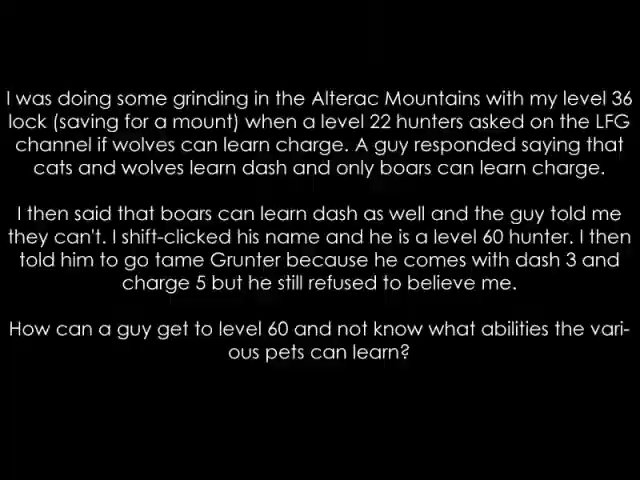 I was doing some grinding in the Alterac Mountains with my level 36
lock (saving for a mount) when a level 22 hunters asked on the LFG
channel if wolves can learn charge. A guy responded saying that
cats and wolves learn dash and only boars can learn charge.
I then said that boars can learn dash as well and the guy told me
they can't. I shift-clicked his name and he is a level 60 hunter. I then
told him to go tame Grunter because he comes with dash 3 and
charge 5 but he still refused to believe me.
How can a guy get to level 60 and not know what abilities the vari-
ous pets can learn?